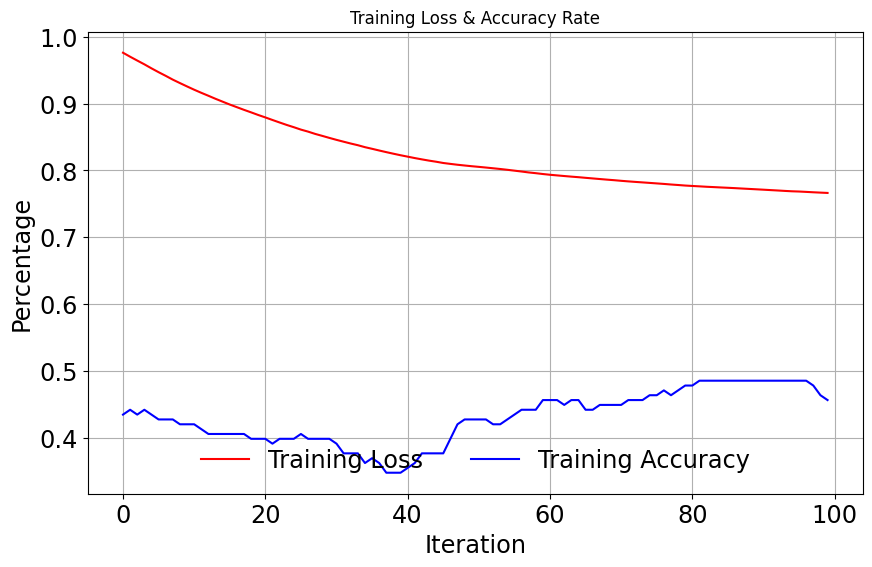 Training Loss & Accuracy Rate
1.0
0.9
0.8
0.7
0.6
0.5
0.4
Percentage
Training Loss
Training Accuracy
0 20 40 60 80 100
Iteration